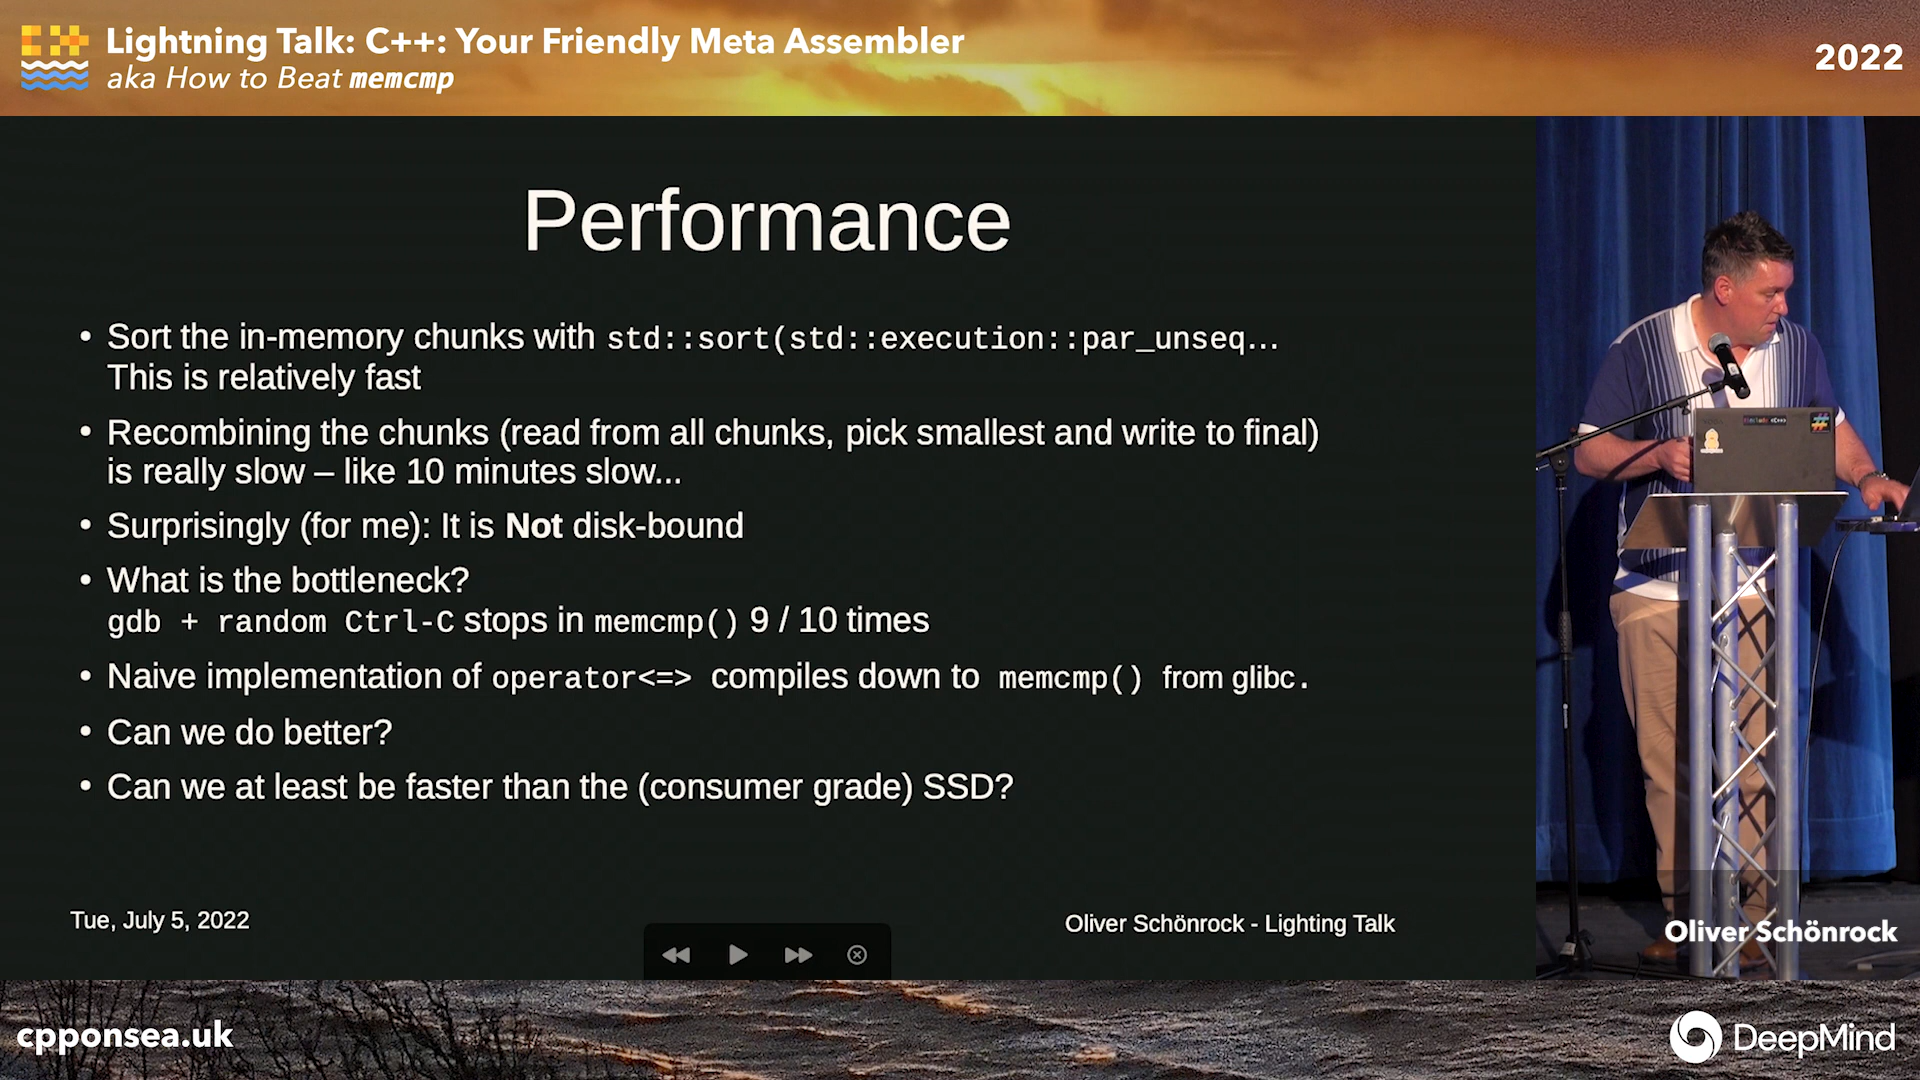 Lightning Talk: C++: Your Friendly Meta Assembler
aka How to Beat memcmp
2022
Performance
• Sort the in-memory chunks with std::sort(std::execution::par_unseq...
This is relatively fast
• Recombining the chunks (read from all chunks, pick smallest and write to final)
is really slow – like 10 minutes slow...
• Surprisingly (for me): It is Not disk-bound
• What is the bottleneck?
gdb + random Ctrl-C stops in memcmp() 9 / 10 times
• Naive implementation of operator<=> compiles down to memcmp() from glibc.
• Can we do better?
• Can we at least be faster than the (consumer grade) SSD?
Tue, July 5, 2022
Oliver Schönrock - Lighting Talk
Oliver Schönrock
cpponsea.uk
DeepMind